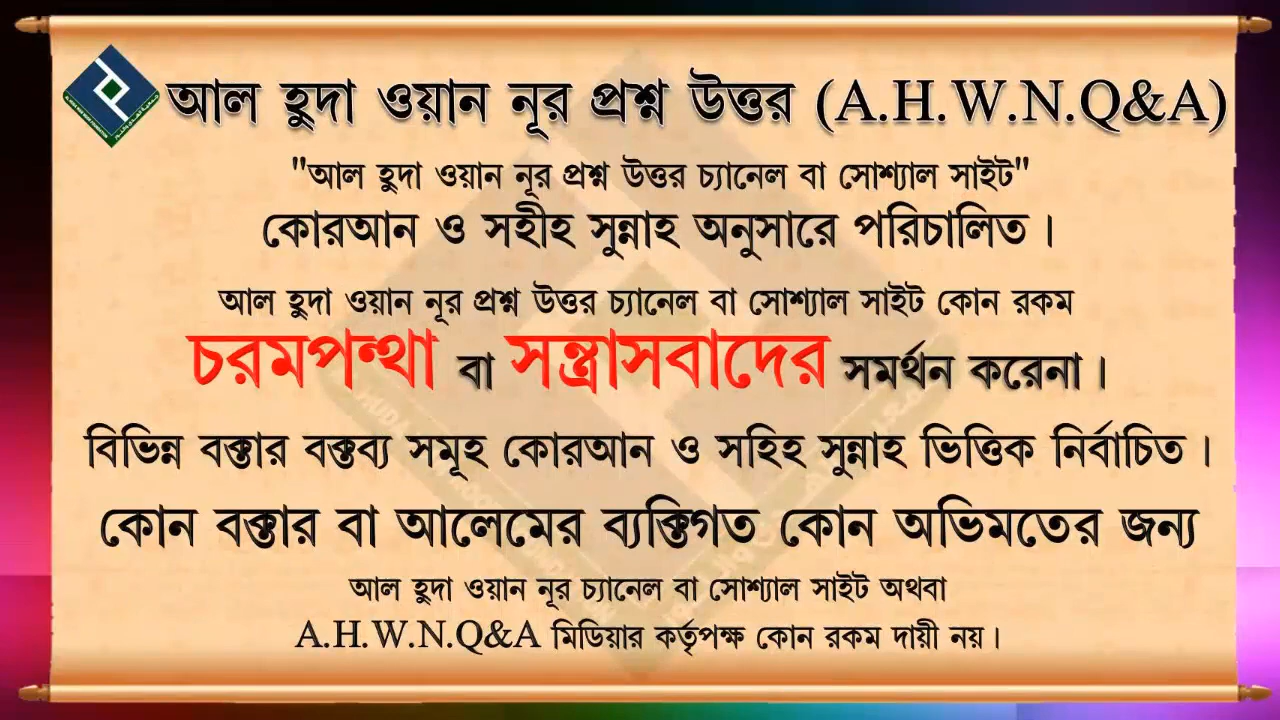 আল হুদা ওয়ান নূর প্রশ্ন উত্তর (A.H.W.N.Q&A)
"আল হুদা ওয়ান নূর প্রশ্ন উত্তর চ্যানেল বা সোশ্যাল সাইট"
কোরআন ও সহীহ সুন্নাহ অনুসারে পরিচালিত।
আল হুদা ওয়ান নূর প্রশ্ন উত্তর চ্যানেল বা সোশ্যাল সাইট কোন রকম
চরমপন্থা বা সন্ত্রাসবাদের সমর্থন করেনা।
বিভিন্ন বক্তার বক্তব্য সমূহ কোরআন ও সহিহ সুন্নাহ ভিত্তিক নির্বাচিত।
কোন বক্তার বা আলেমের ব্যক্তিগত কোন অভিমতের জন্য
আল হুদা ওয়ান নূর চ্যানেল বা সোশ্যাল সাইট অথবা
A.H.W.N.Q&A মিডিয়ার কর্তৃপক্ষ কোন রকম দায়ী নয়।